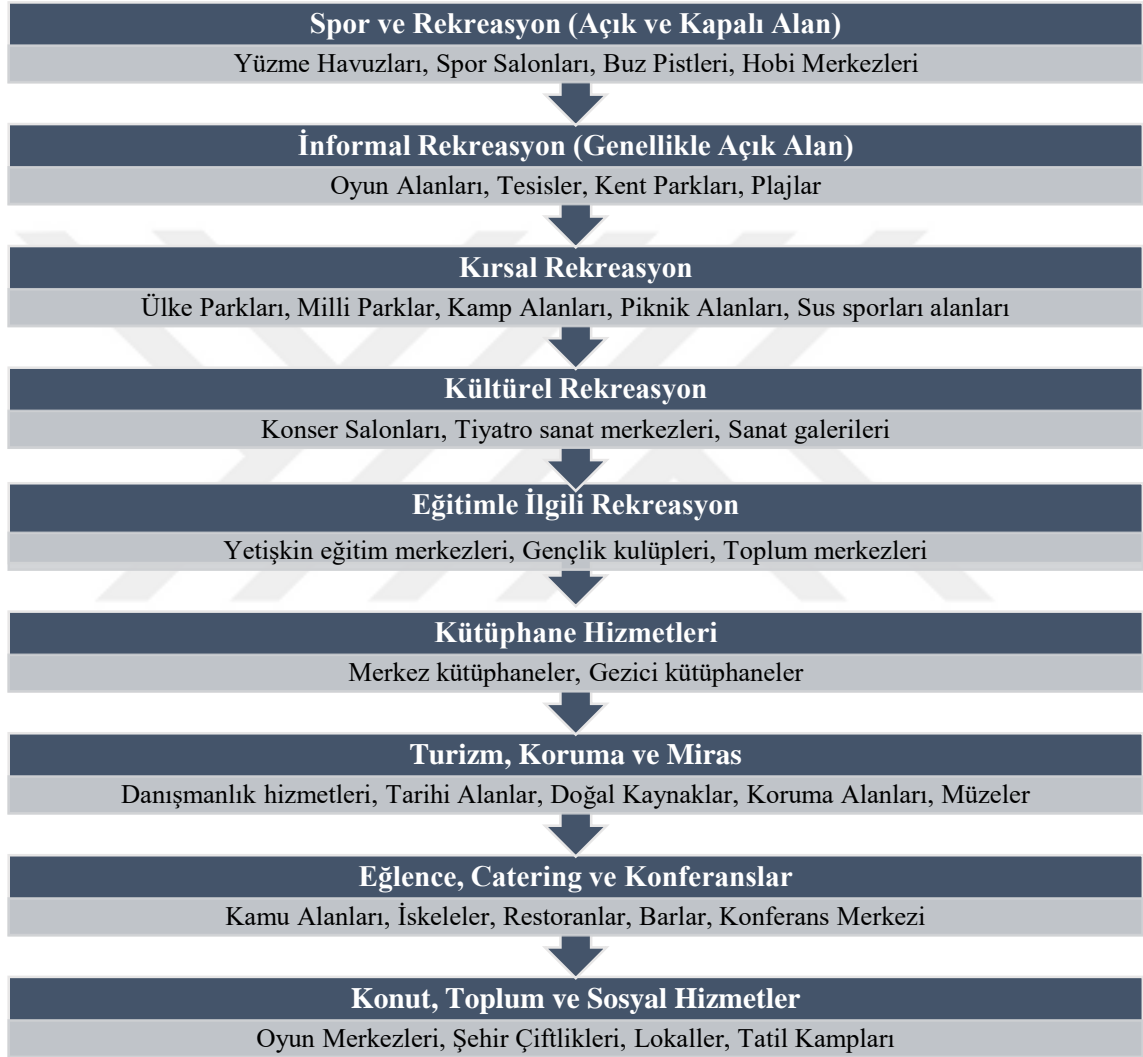 Spor ve Rekreasyon (Açık ve Kapalı Alan)
Yüzme Havuzları, Spor Salonları, Buz Pistleri, Hobi Merkezleri
İnformal Rekreasyon (Genellikle Açık Alan)
Oyun Alanları, Tesisler, Kent Parkları, Plajlar
Kırsal Rekreasyon
Ülke Parkları, Milli Parklar, Kamp Alanları, Piknik Alanları, Sus sporları alanları
Kültürel Rekreasyon
Konser Salonları, Tiyatro sanat merkezleri, Sanat galerileri
Eğitimle İlgili Rekreasyon
Yetişkin eğitim merkezleri, Gençlik kulüpleri, Toplum merkezleri
Kütüphane Hizmetleri
Merkez kütüphaneler, Gezici kütüphaneler
Turizm, Koruma ve Miras
Danışmanlık hizmetleri, Tarihi Alanlar, Doğal Kaynaklar, Koruma Alanları, Müzeler
Eğlence, Catering ve Konferanslar
Kamu Alanları, İskeleler, Restoranlar, Barlar, Konferans Merkezi
Konut, Toplum ve Sosyal Hizmetler
Oyun Merkezleri, Şehir Çiftlikleri, Lokaller, Tatil Kampları